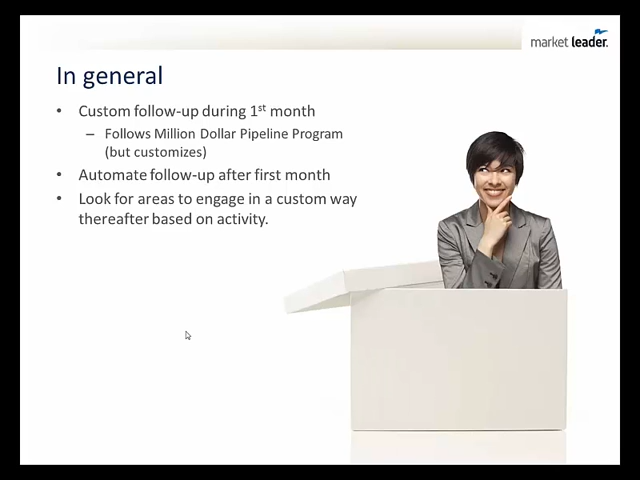 market leader.
In general
• Custom follow-up during 1st month
– Follows Million Dollar Pipeline Program
(but customizes)
• Automate follow-up after first month
• Look for areas to engage in a custom way
thereafter based on activity.